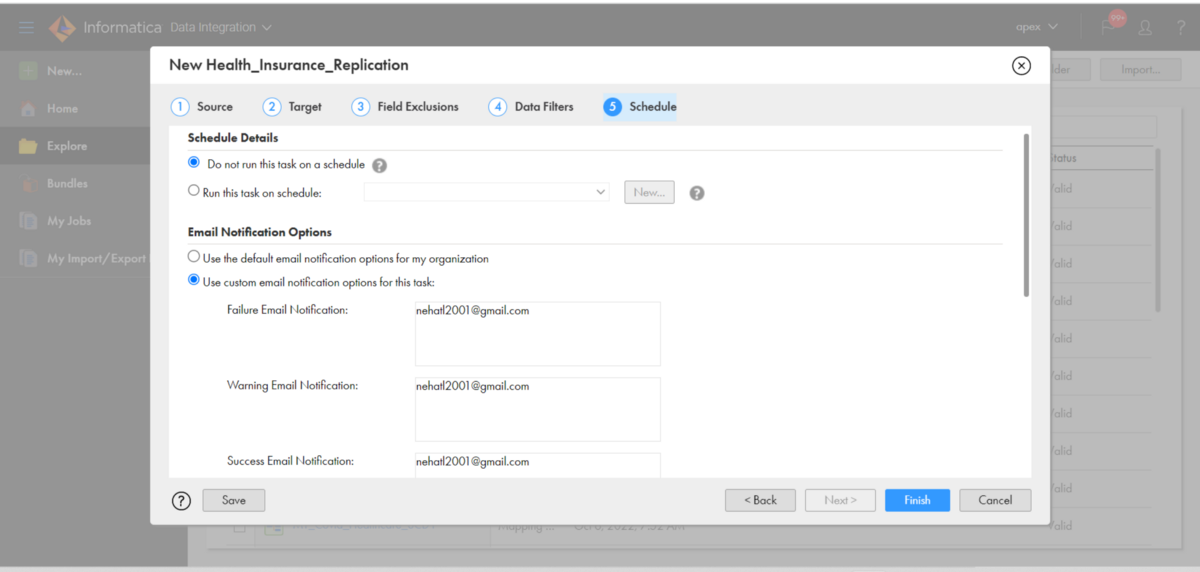 Informatica Data Integration
apex
99+
New...
Home
Explore
Bundles
My Jobs
My Import/Export
Import...
Status
Valid
Valid
Valid
Valid
Valid
Valid
Valid
Valid
Valid
Valid
New Health_Insurance_Replication
1 Source 2 Target 3 Field Exclusions 4 Data Filters 5 Schedule
Schedule Details
Do not run this task on a schedule ?
Run this task on schedule: New... ?
Email Notification Options
Use the default email notification options for my organization
Use custom email notification options for this task:
Failure Email Notification: nehatl2001@gmail.com
Warning Email Notification: nehatl2001@gmail.com
Success Email Notification: nehatl2001@gmail.com
? Save < Back Next > Finish Cancel